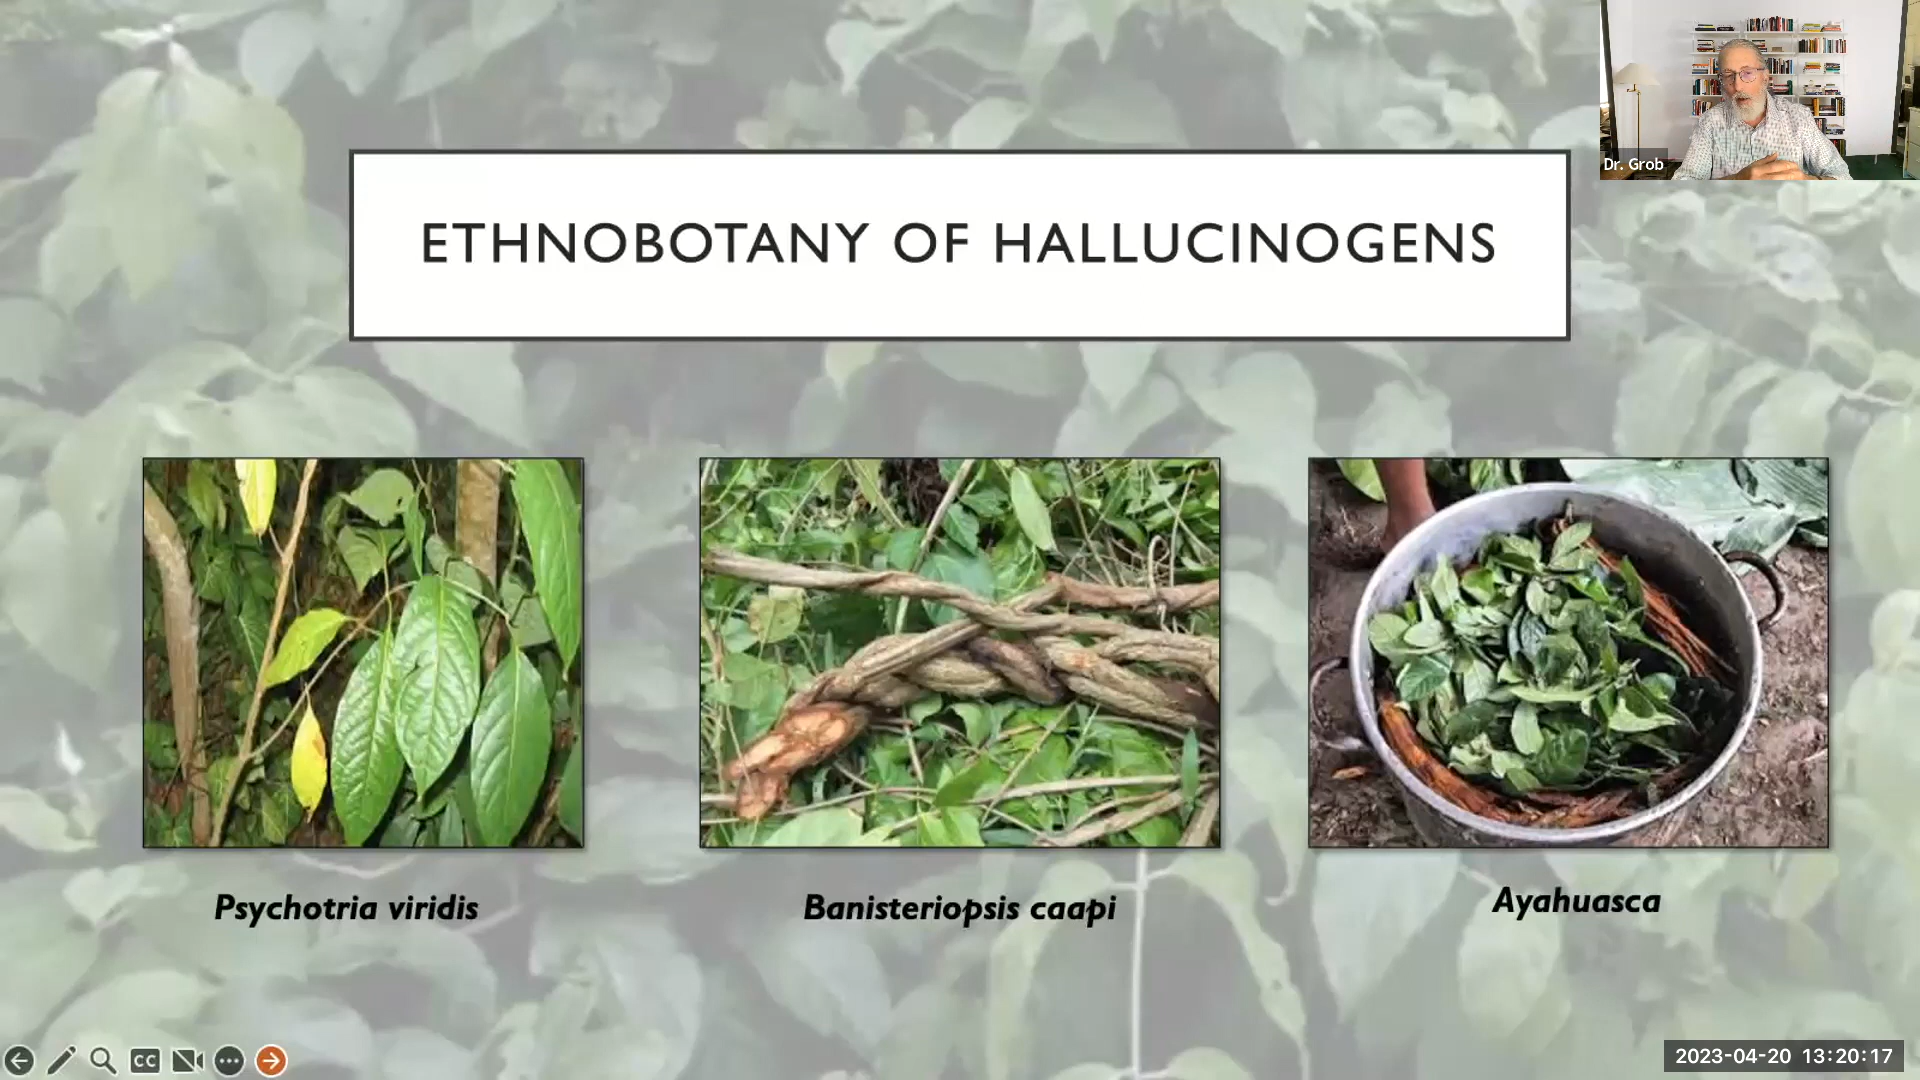 Dr. Grob
ETHNOBOTANY OF HALLUCINOGENS
Psychotria viridis
Banisteriopsis caapi
Ayahuasca
CC
2023-04-20 13:20:17